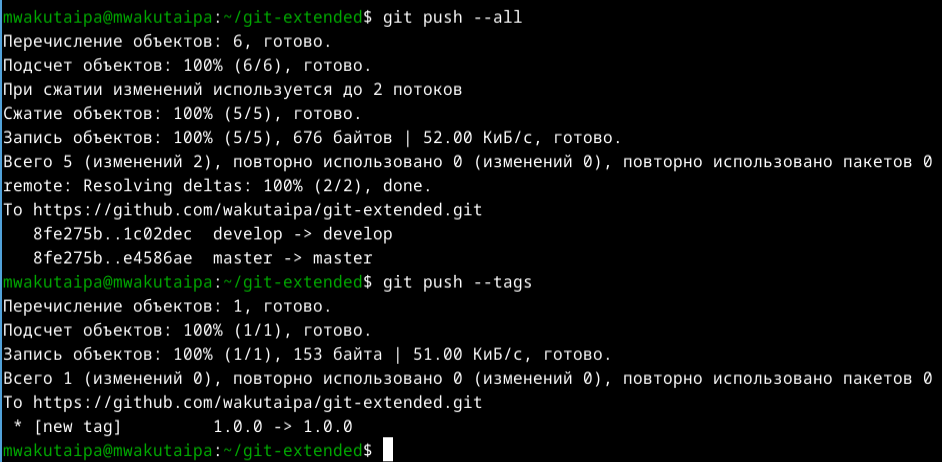 mwakutaipa@mwakutaipa:~/git-extended$ git push --all
Перечисление объектов: 6, готово.
Подсчет объектов: 100% (6/6), готово.
При сжатии изменений используется до 2 потоков
Сжатие объектов: 100% (5/5), готово.
Запись объектов: 100% (5/5), 676 байтов | 52.00 КиБ/с, готово.
Всего 5 (изменений 2), повторно использовано 0 (изменений 0), повторно использовано пакетов 0
remote: Resolving deltas: 100% (2/2), done.
To https://github.com/wakutaipa/git-extended.git
   8fe275b..1c02dec  develop -> develop
   8fe275b..e4586ae  master -> master
mwakutaipa@mwakutaipa:~/git-extended$ git push --tags
Перечисление объектов: 1, готово.
Подсчет объектов: 100% (1/1), готово.
Запись объектов: 100% (1/1), 153 байта | 51.00 КиБ/с, готово.
Всего 1 (изменений 0), повторно использовано 0 (изменений 0), повторно использовано пакетов 0
To https://github.com/wakutaipa/git-extended.git
 * [new tag]         1.0.0 -> 1.0.0
mwakutaipa@mwakutaipa:~/git-extended$